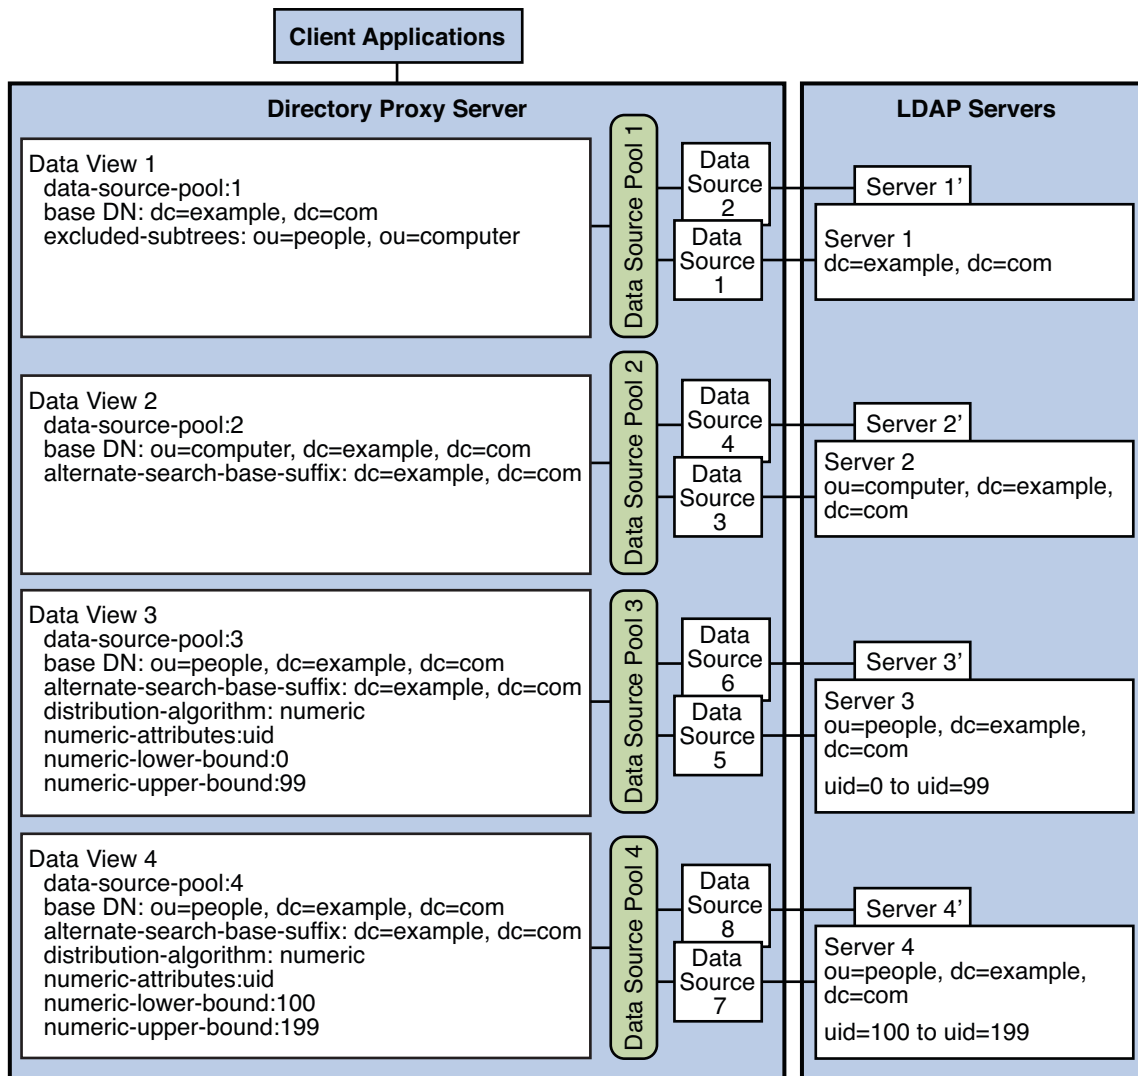 Client Applications
Directory Proxy Server
Data View 1
data-source-pool:1
base DN: dc=example, dc=com
excluded-subtrees: ou=people, ou=computer
Data Source Pool 1
Data
Source
2
Data
Source
1
Data View 2
data-source-pool:2
base DN: ou=computer, dc=example, dc=com
alternate-search-base-suffix: dc=example, dc=com
Data Source Pool 2
Data
Source
4
Data
Source
3
Data View 3
data-source-pool:3
base DN: ou=people, dc=example, dc=com
alternate-search-base-suffix: dc=example, dc=com
distribution-algorithm: numeric
numeric-attributes:uid
numeric-lower-bound:0
numeric-upper-bound:99
Data Source Pool 3
Data
Source
6
Data
Source
5
Data View 4
data-source-pool:4
base DN: ou=people, dc=example, dc=com
alternate-search-base-suffix: dc=example, dc=com
distribution-algorithm: numeric
numeric-attributes:uid
numeric-lower-bound:100
numeric-upper-bound:199
Data Source Pool 4
Data
Source
8
Data
Source
7
LDAP Servers
Server 1’
Server 1
dc=example, dc=com
Server 2’
Server 2
ou=computer, dc=example,
dc=com
Server 3’
Server 3
ou=people, dc=example,
dc=com
uid=0 to uid=99
Server 4’
Server 4
ou=people, dc=example,
dc=com
uid=100 to uid=199